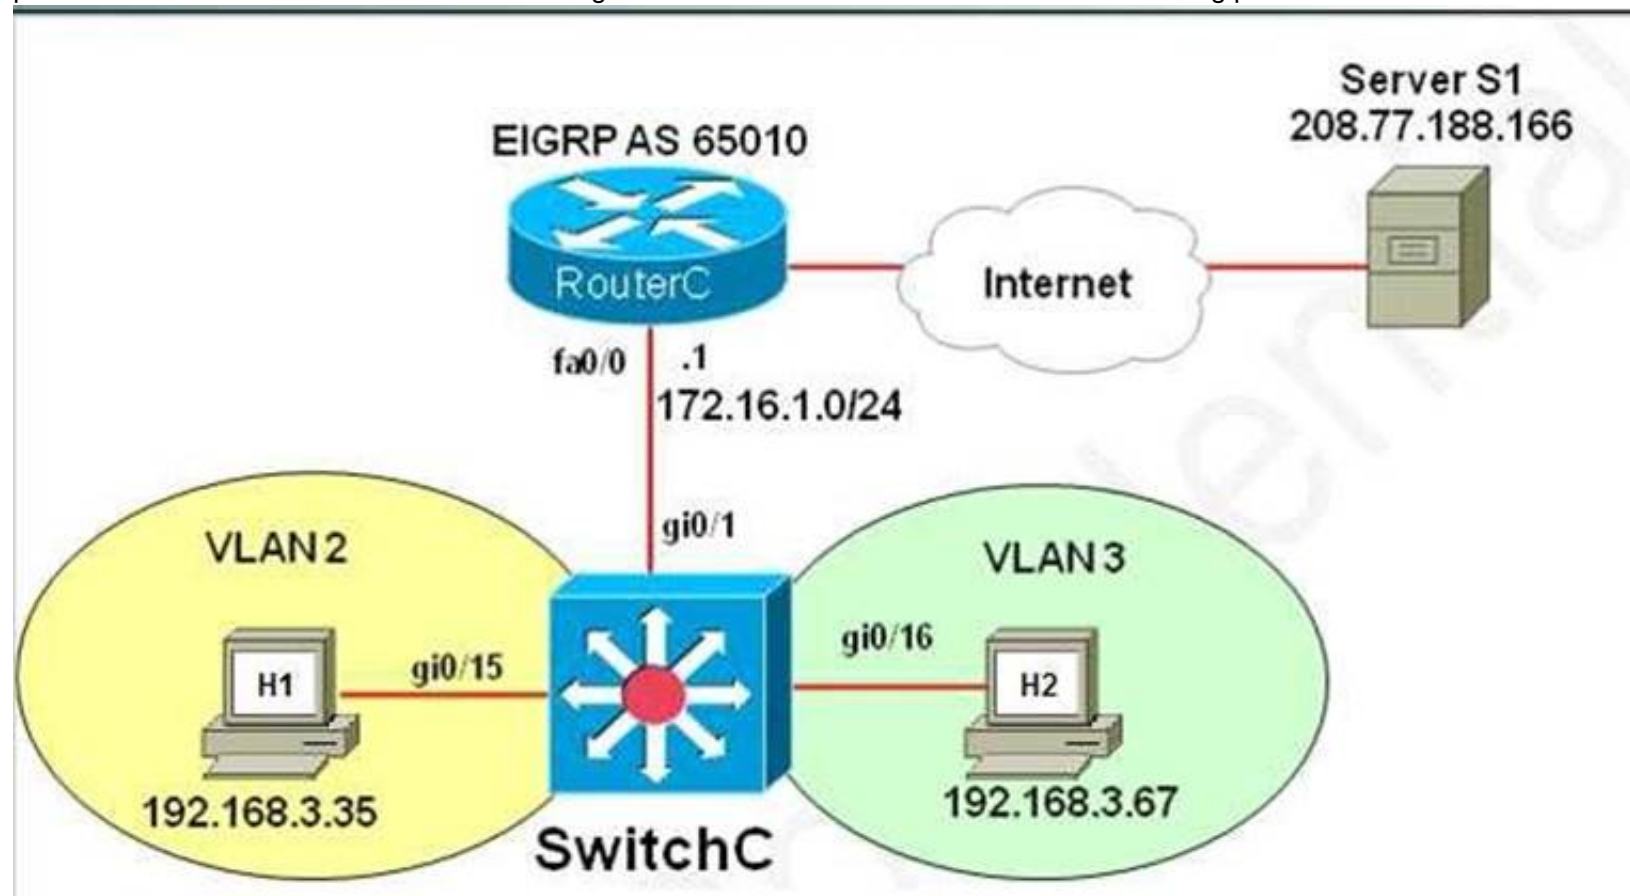 Server S1
208.77.188.166
EIGRP AS 65010
RouterC
Internet
fa0/0
.1
172.16.1.0/24
gi0/1
VLAN 2
VLAN 3
gi0/15
gi0/16
H1
H2
192.168.3.35
192.168.3.67
SwitchC